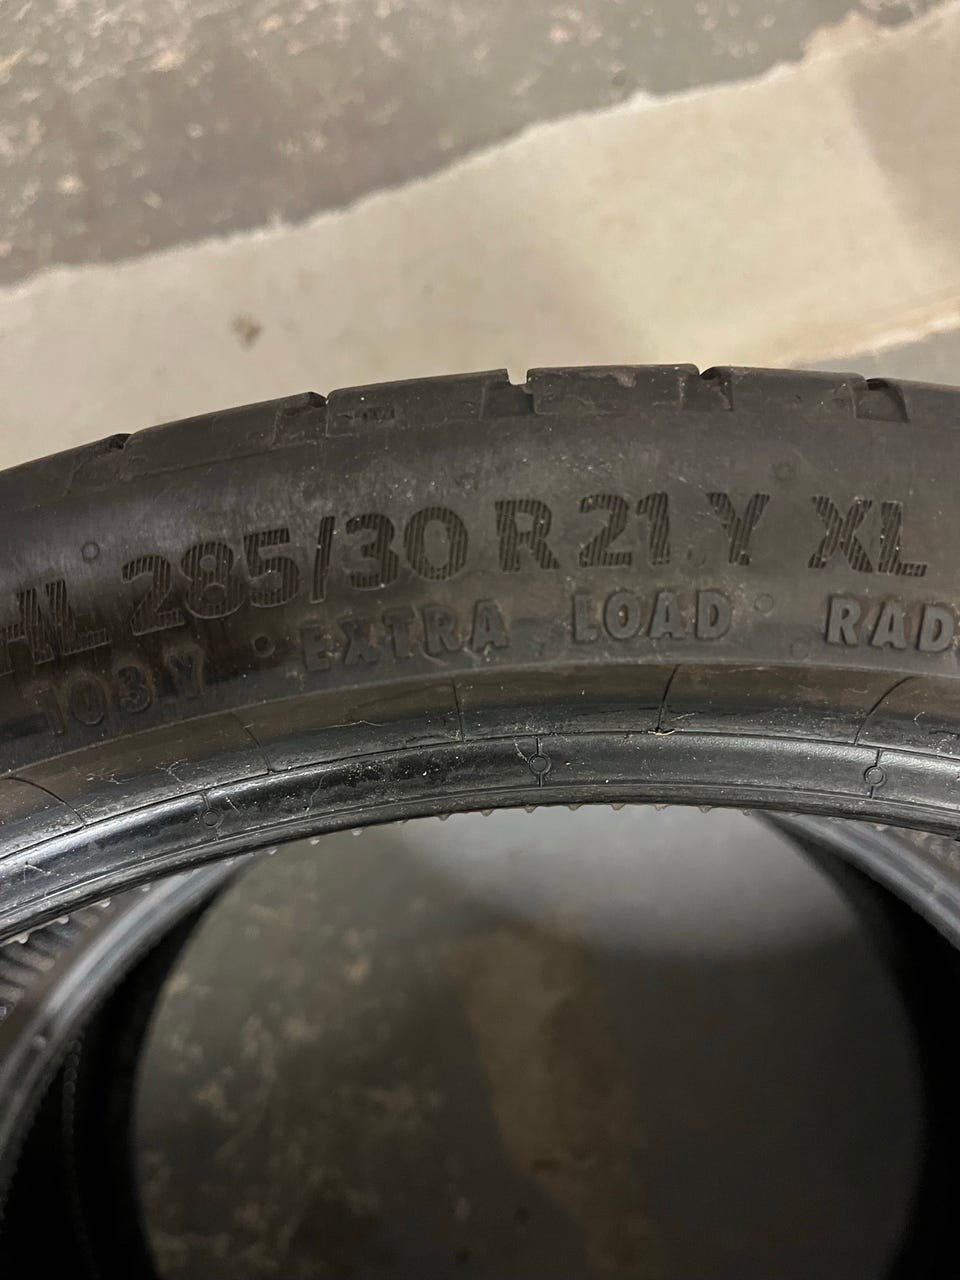 HL 285/30 R21 Y XL
103Y EXTRA LOAD RAD